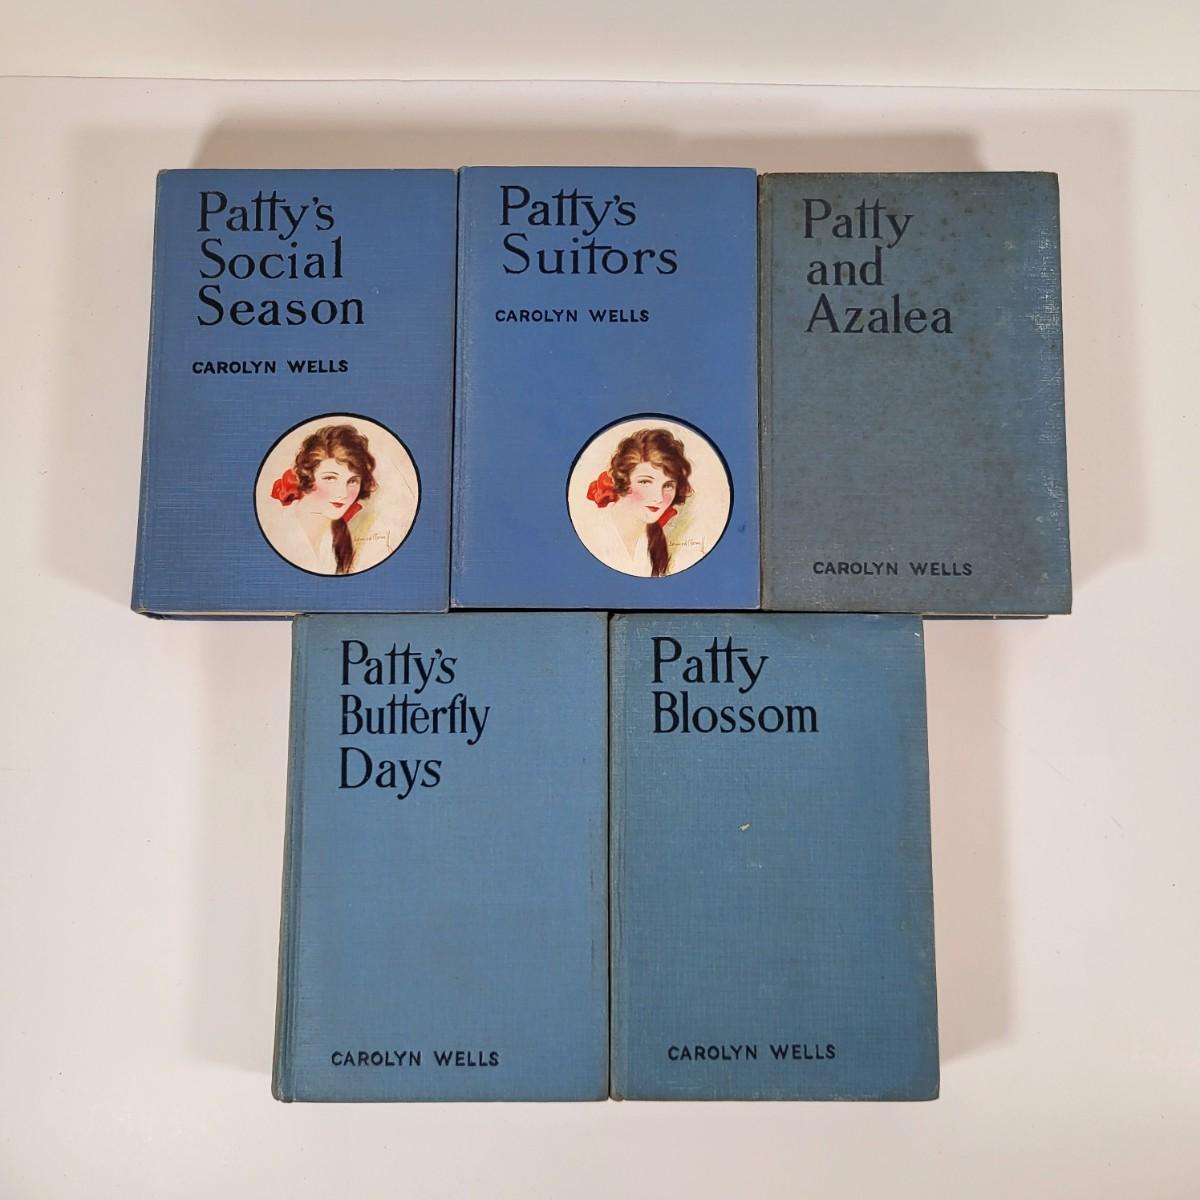 Patty's
Social
Season
CAROLYN WELLS
Patty's
Suitors
CAROLYN WELLS
Patty
and
Azalea
CAROLYN WELLS
Patty's
Butterfly
Days
CAROLYN WELLS
Patty
Blossom
CAROLYN WELLS